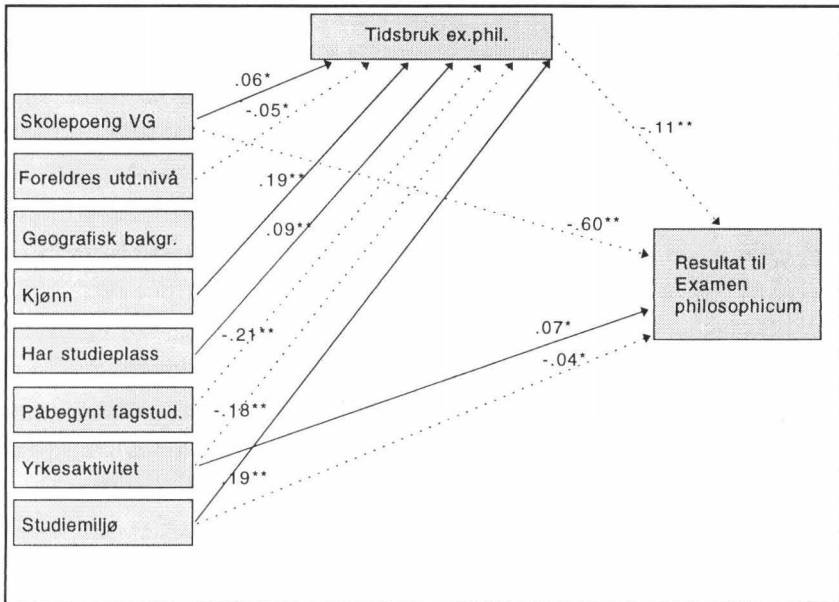 Tidsbruk ex.phil.
.06*
-.05*
Skolepoeng VG
-.11**
Foreldres utd.nivå
.19**
.09**
-.60**
Geografisk bakgr.
Resultat til
Examen
philosophicum
Kjønn
-.21**
.07*
Har studieplass
-.04*
Påbegynt fagstud.
-.18**
Yrkesaktivitet
.19**
Studiemiljø